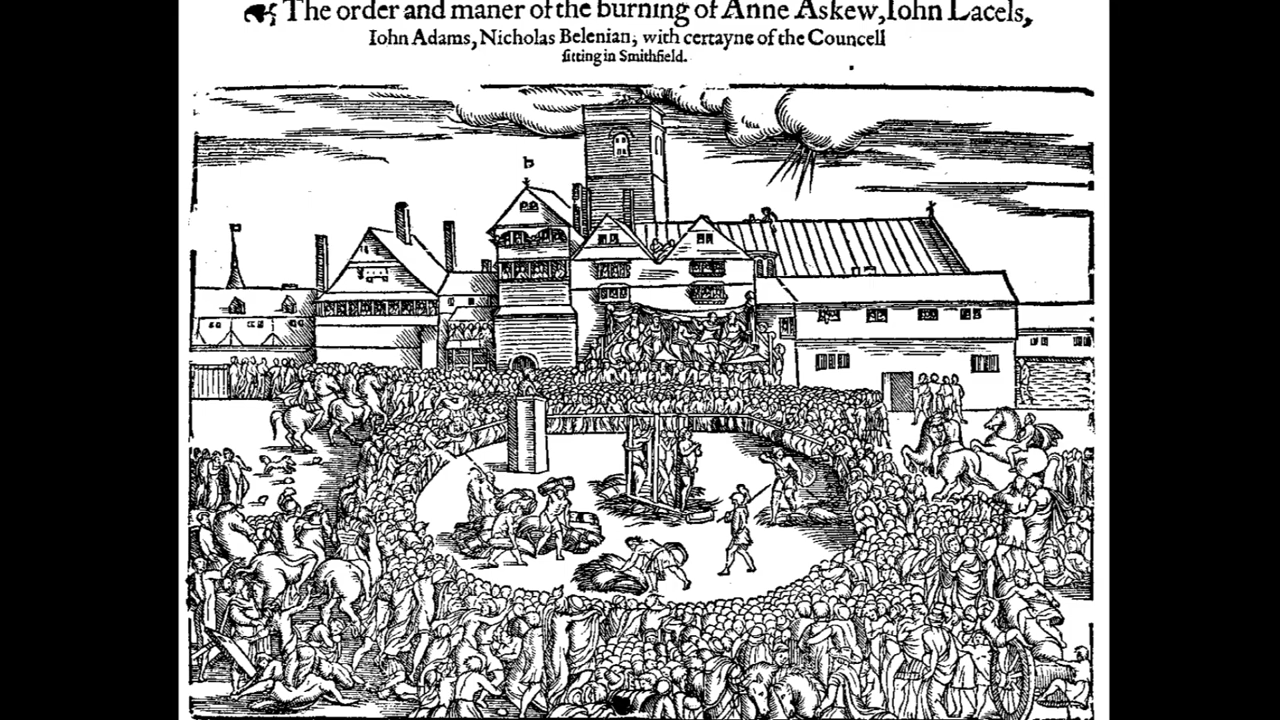 The order and maner of the burning of Anne Askew, Iohn Lacels,
Iohn Adams, Nicholas Belenian, with certayne of the Councell
sitting in Smithfield.